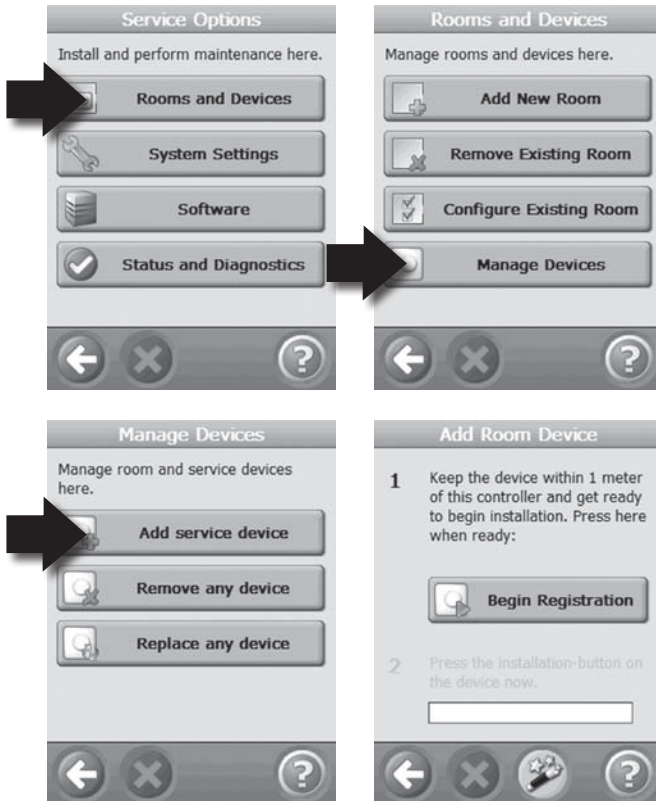 Service Options
Install and perform maintenance here.
Rooms and Devices
System Settings
Software
Status and Diagnostics
?
Rooms and Devices
Manage rooms and devices here.
Add New Room
Remove Existing Room
Configure Existing Room
Manage Devices
?
Manage Devices
Manage room and service devices
here.
Add service device
Remove any device
Replace any device
?
Add Room Device
1 Keep the device within 1 meter
of this controller and get ready
to begin installation. Press here
when ready:
Begin Registration
2 Press the installation-button on
the device now.
?